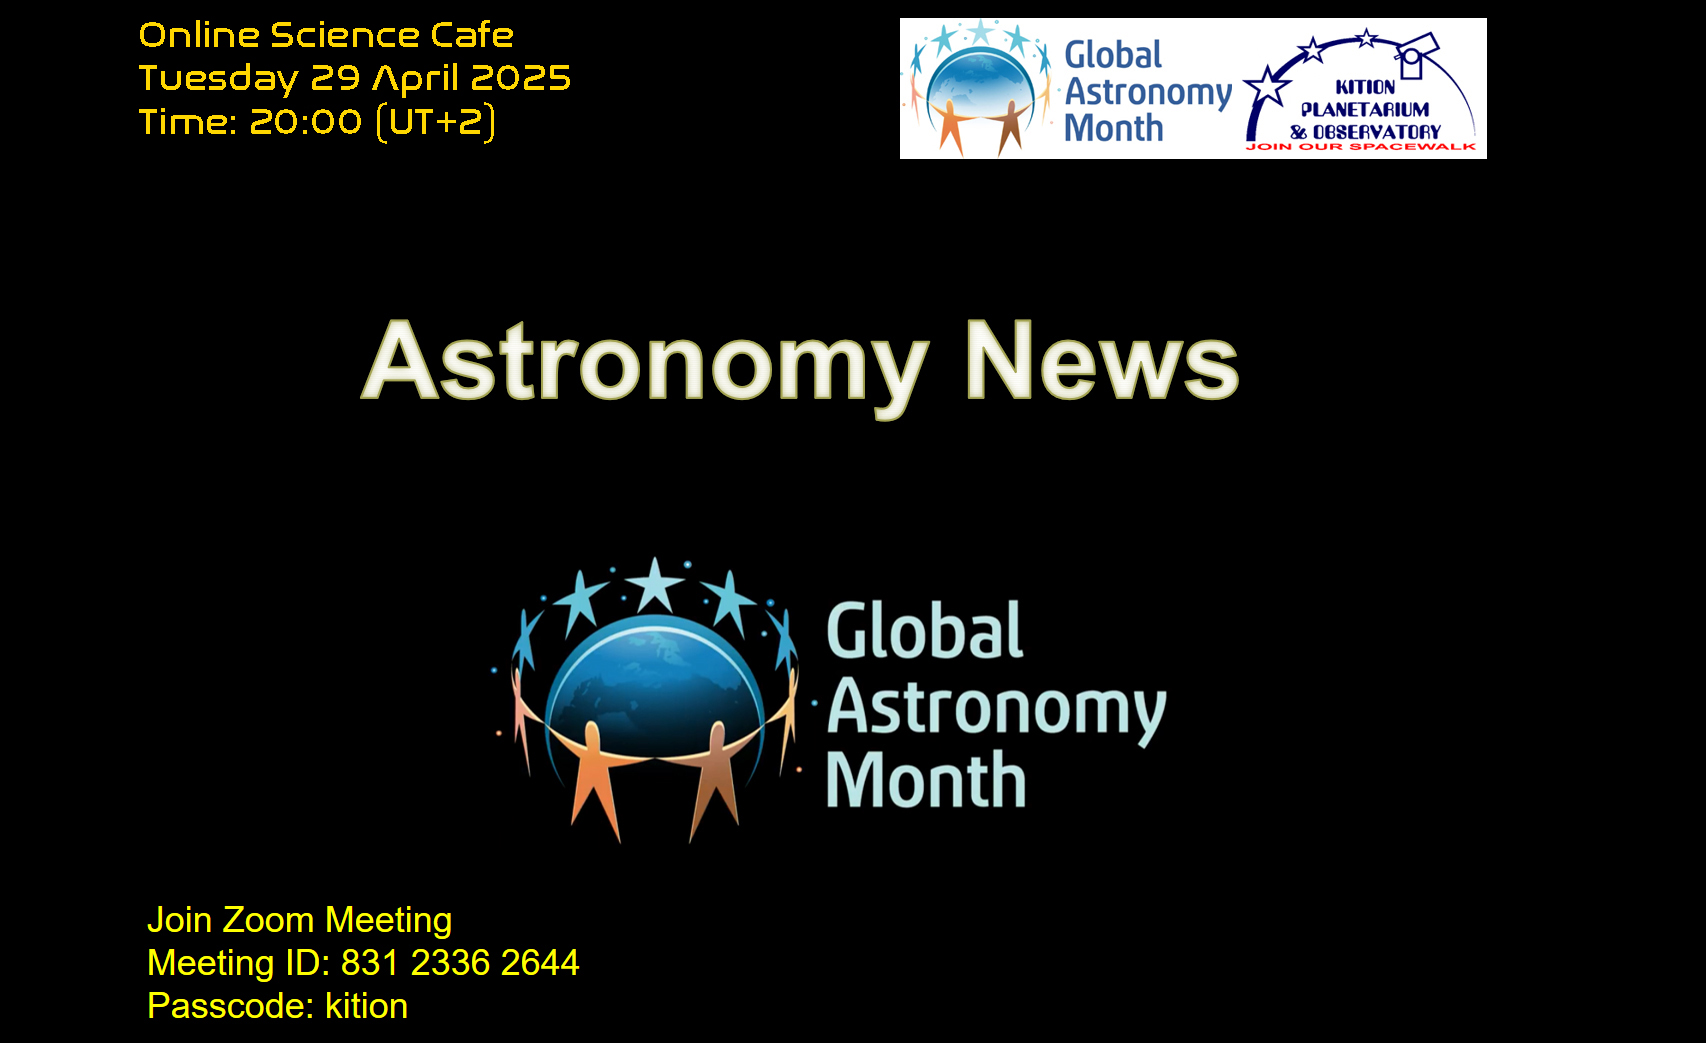 Online Science Cafe
Tuesday 29 April 2025
Time: 20:00 (UT+2)
Global
Astronomy
Month
KITION
PLANETARIUM
& OBSERVATORY
JOIN OUR SPACEWALK
Astronomy News
Global
Astronomy
Month
Join Zoom Meeting
Meeting ID: 831 2336 2644
Passcode: kition